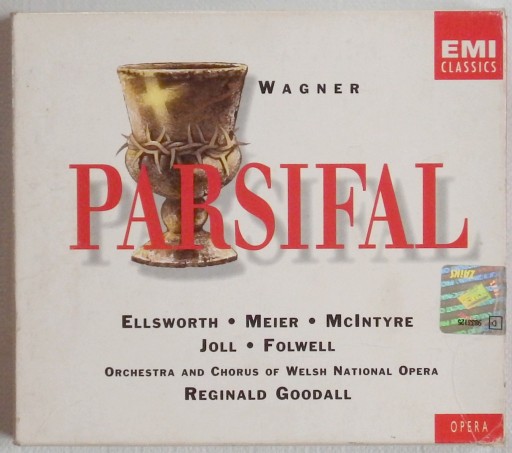 EMI
CLASSICS
WAGNER
PARSIFAL
ELLSWORTH • MEIER • MCINTYRE
JOLL • FOLWELL
ORCHESTRA AND CHORUS OF WELSH NATIONAL OPERA
REGINALD GOODALL
OPERA